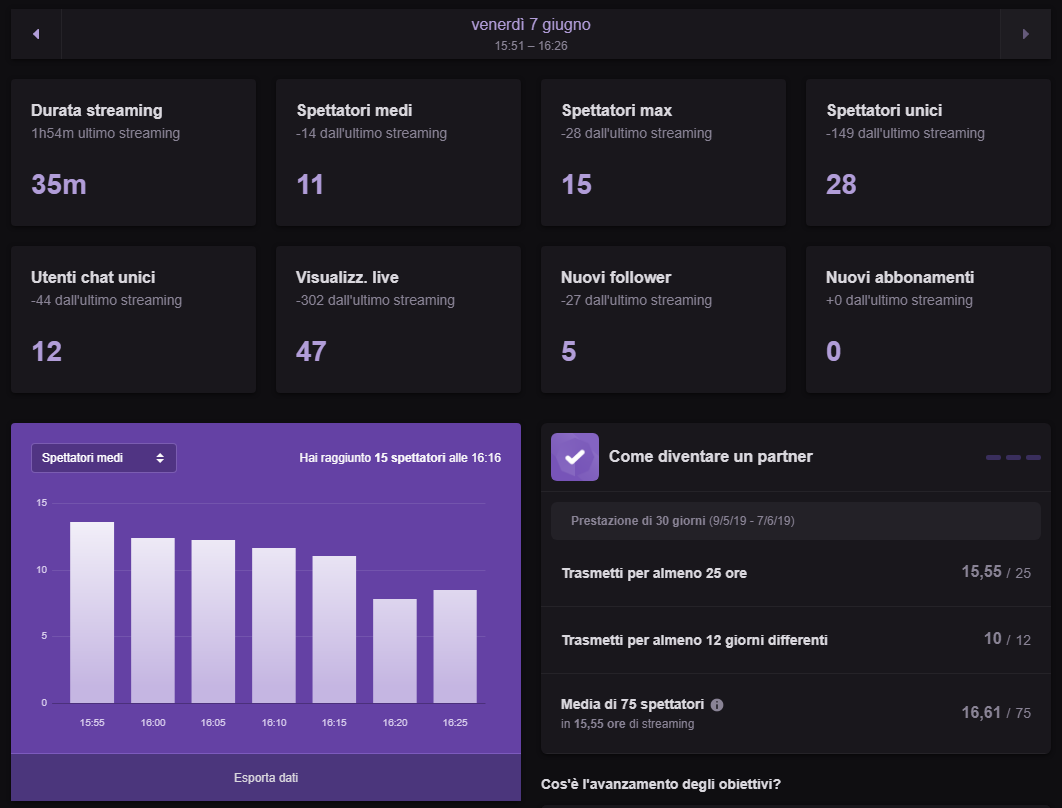 venerdì 7 giugno
15:51 – 16:26
Durata streaming
1h54m ultimo streaming
35m
Spettatori medi
-14 dall'ultimo streaming
11
Spettatori max
-28 dall'ultimo streaming
15
Spettatori unici
-149 dall'ultimo streaming
28
Utenti chat unici
-44 dall'ultimo streaming
12
Visualizz. live
-302 dall'ultimo streaming
47
Nuovi follower
-27 dall'ultimo streaming
5
Nuovi abbonamenti
+0 dall'ultimo streaming
0
Spettatori medi
Hai raggiunto 15 spettatori alle 16:16
15
10
5
0
15:55 16:00 16:05 16:10 16:15 16:20 16:25
Esporta dati
Come diventare un partner
Prestazione di 30 giorni (9/5/19 - 7/6/19)
Trasmetti per almeno 25 ore 15,55 / 25
Trasmetti per almeno 12 giorni differenti 10 / 12
Media di 75 spettatori 16,61 / 75
in 15,55 ore di streaming
Cos'è l'avanzamento degli obiettivi?